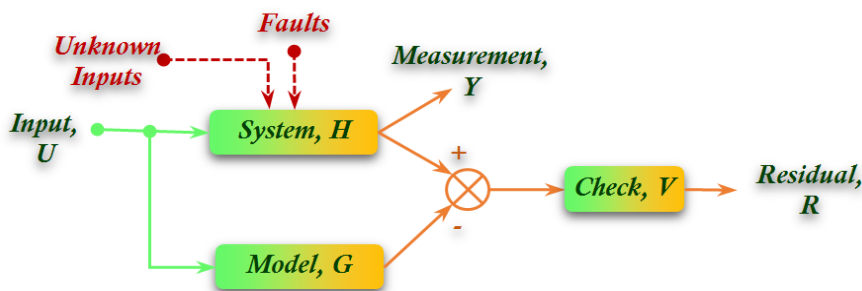 Faults
Unknown
Inputs
Measurement,
Y
Input,
U
System, H
+
Check, V
Residual,
R
-
Model, G